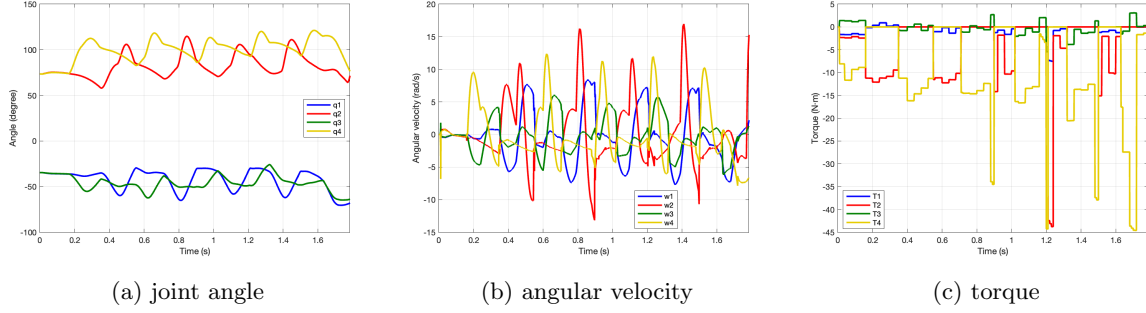 150
100
50
0
-50
-100
Angle (degree)
0 0.2 0.4 0.6 0.8 1 1.2 1.4 1.6
Time (s)
q1
q2
q3
q4
(a) joint angle
20
15
10
5
0
-5
-10
-15
Angular velocity (rad/s)
0 0.2 0.4 0.6 0.8 1 1.2 1.4 1.6
Time (s)
w1
w2
w3
w4
(b) angular velocity
5
0
-5
-10
-15
-20
-25
-30
-35
-40
-45
Torque (N·m)
0 0.2 0.4 0.6 0.8 1 1.2 1.4 1.6
Time (s)
T1
T2
T3
T4
(c) torque